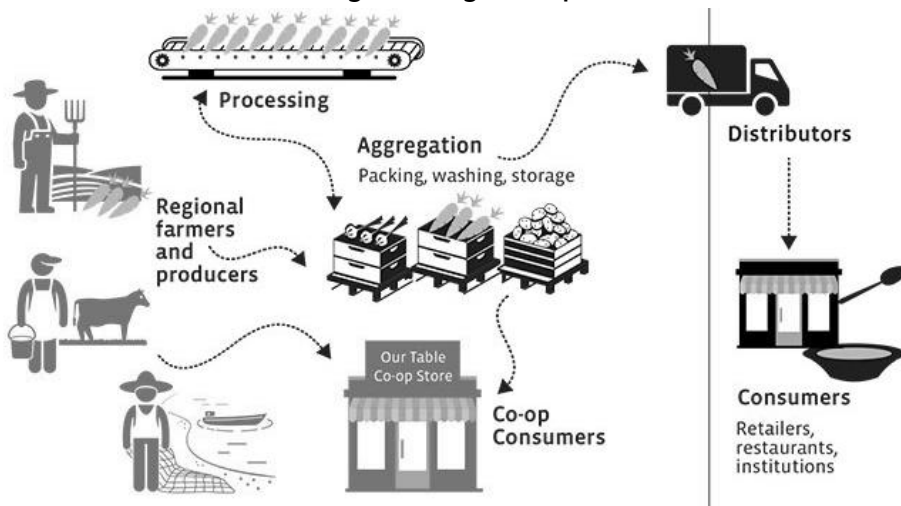 Processing
Aggregation
Packing, washing, storage
Regional
farmers
and
producers
Our Table
Co-op Store
Co-op
Consumers
Distributors
Consumers
Retailers,
restaurants,
institutions